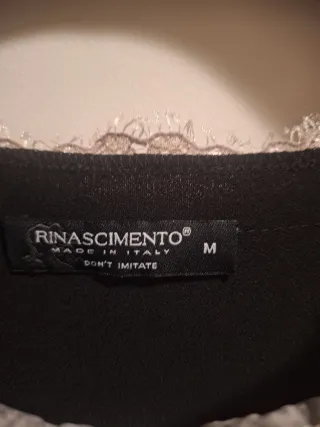 RINASCIMENTO® M
MADE IN ITALY
DON'T IMITATE